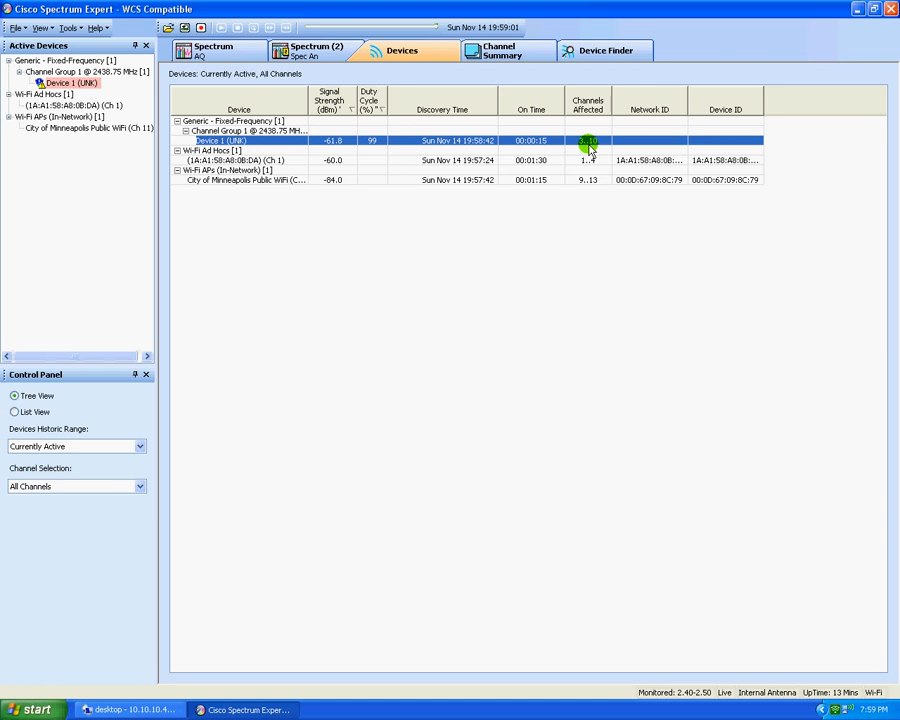 Cisco Spectrum Expert - WCS Compatible
File View Tools Help
Sun Nov 14 19:59:01
Active Devices
Generic - Fixed-Frequency [1]
Channel Group 1 @ 2438.75 MHz [1]
Device 1 (UNK)
Wi-Fi Ad Hocs [1]
(1A:A1:58:A8:0B:DA) (Ch 1)
Wi-Fi APs (In-Network) [1]
City of Minneapolis Public WiFi (Ch 11)
Spectrum AQ
Spectrum (2) Spec An
Devices
Channel Summary
Device Finder
Devices: Currently Active, All Channels
Device Signal Strength (dBm) Duty Cycle (%) Discovery Time On Time Channels Affected Network ID Device ID
Generic - Fixed-Frequency [1]
Channel Group 1 @ 2438.75 MH...
Device 1 (UNK) -61.8 99 Sun Nov 14 19:58:42 00:00:15 3..10
Wi-Fi Ad Hocs [1]
(1A:A1:58:A8:0B:DA) (Ch 1) -60.0 Sun Nov 14 19:57:24 00:01:30 1..4 1A:A1:58:A8:0B:... 1A:A1:58:A8:0B:...
Wi-Fi APs (In-Network) [1]
City of Minneapolis Public WiFi (C... -84.0 Sun Nov 14 19:57:42 00:01:15 9..13 00:0D:67:09:8C:79 00:0D:67:09:8C:79
Control Panel
Tree View
List View
Devices Historic Range:
Currently Active
Channel Selection:
All Channels
Monitored: 2.40-2.50 Live Internal Antenna UpTime: 13 Mins Wi-Fi
start desktop - 10.10.10.4... Cisco Spectrum Exper... 7:59 PM